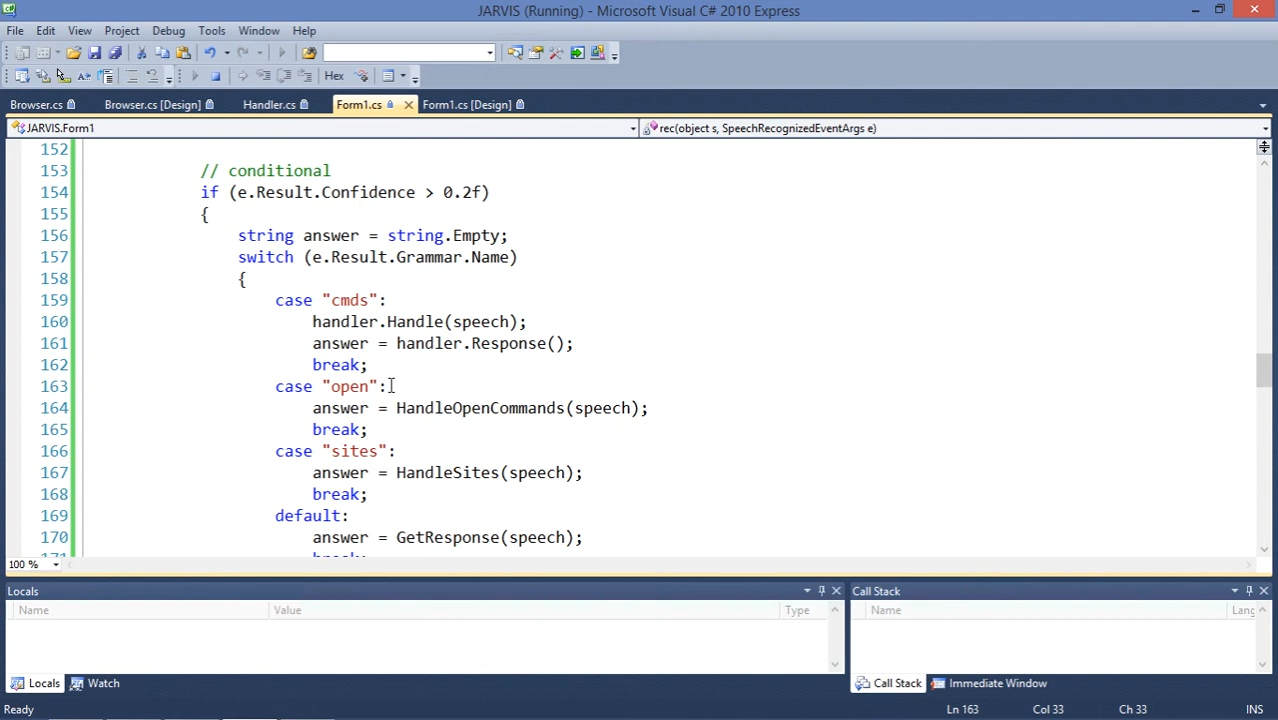 JARVIS (Running) - Microsoft Visual C# 2010 Express
File Edit View Project Debug Tools Window Help
Hex
Browser.cs Browser.cs [Design] Handler.cs Form1.cs Form1.cs [Design]
JARVIS.Form1 rec(object s, SpeechRecognizedEventArgs e)
152
153 // conditional
154 if (e.Result.Confidence > 0.2f)
155 {
156 string answer = string.Empty;
157 switch (e.Result.Grammar.Name)
158 {
159 case "cmds":
160 handler.Handle(speech);
161 answer = handler.Response();
162 break;
163 case "open":
164 answer = HandleOpenCommands(speech);
165 break;
166 case "sites":
167 answer = HandleSites(speech);
168 break;
169 default:
170 answer = GetResponse(speech);
171 break;
100 %
Locals Call Stack
Name Value Type Name Lang
Locals Watch Call Stack Immediate Window
Ready Ln 163 Col 33 Ch 33 INS